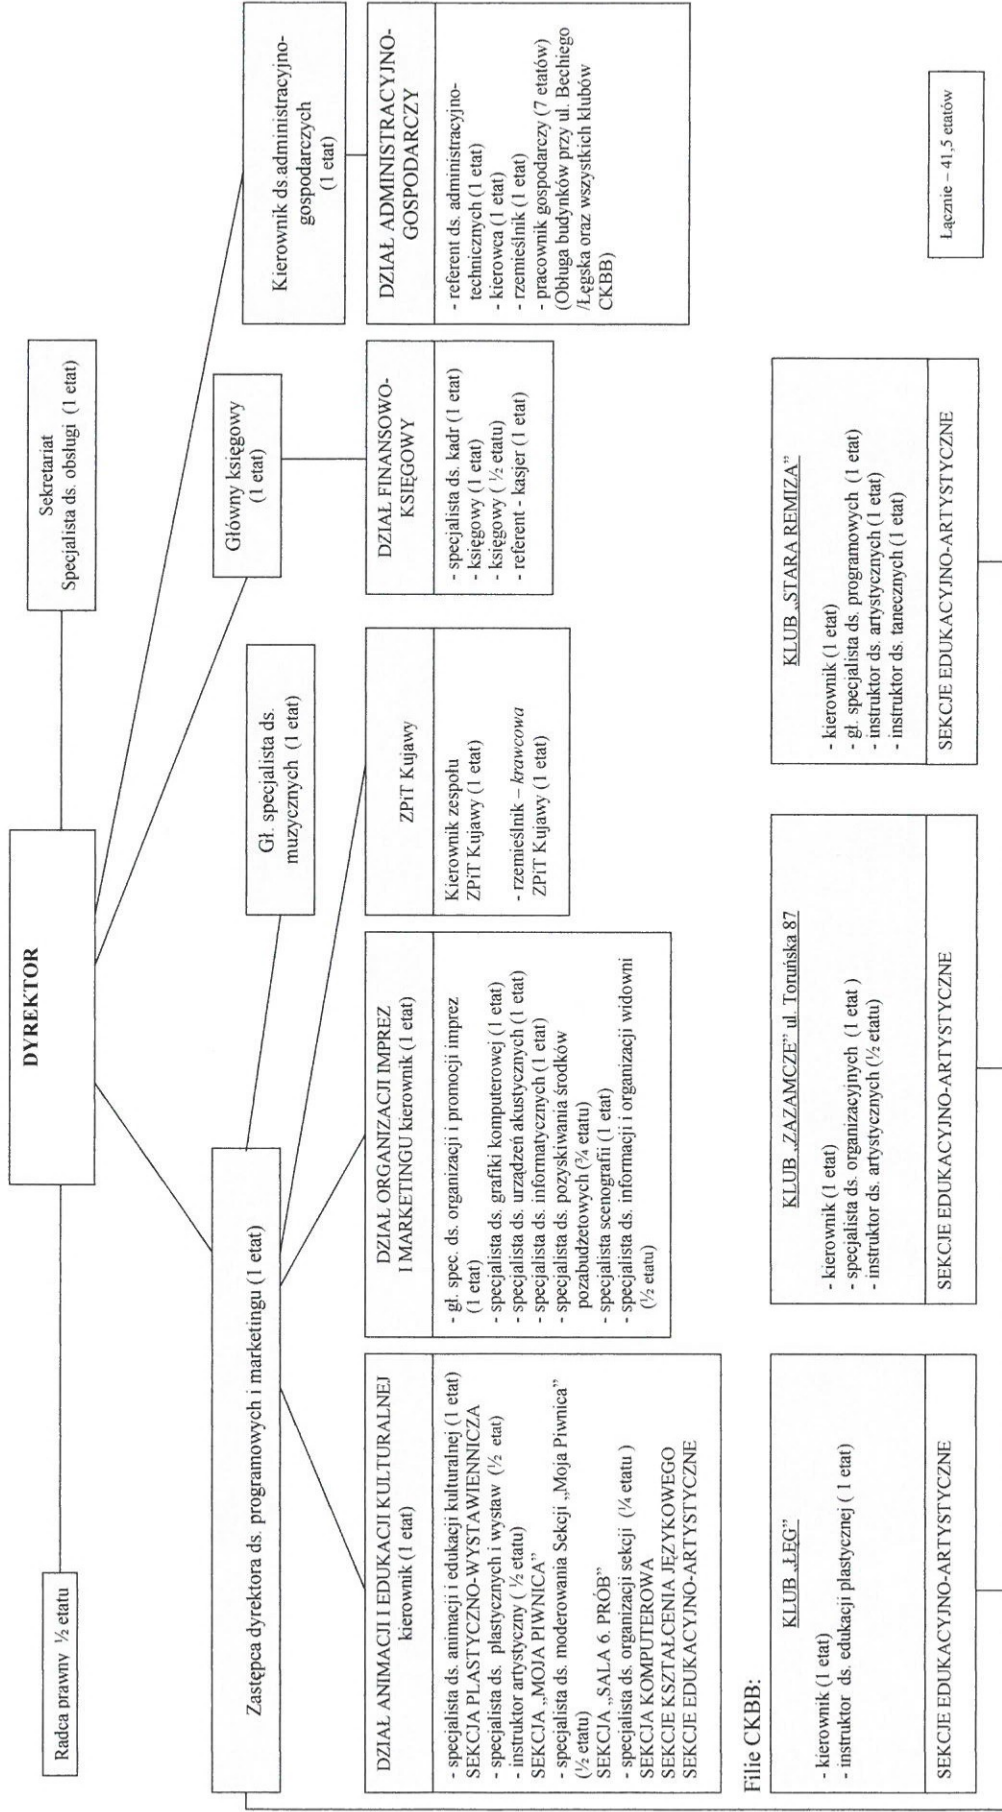 DYREKTOR
Radca prawny ½ etatu
Sekretariat
Specjalista ds. obsługi (1 etat)
Zastępca dyrektora ds. programowych i marketingu (1 etat)
Gł. specjalista ds.
muzycznych (1 etat)
Główny księgowy
(1 etat)
Kierownik ds.administracyjno-
gospodarczych
(1 etat)
DZIAŁ ANIMACJI I EDUKACJI KULTURALNEJ
kierownik (1 etat)
- specjalista ds. animacji i edukacji kulturalnej (1 etat)
SEKCJA PLASTYCZNO-WYSTAWIENNICZA
- specjalista ds. plastycznych i wystaw (½ etat)
- instruktor artystyczny (½ etatu)
SEKCJA „MOJA PIWNICA”
- specjalista ds. moderowania Sekcji „Moja Piwnica”
(½ etatu)
SEKCJA „SALA 6. PRÓB”
- specjalista ds. organizacji sekcji (¼ etatu )
SEKCJA KOMPUTEROWA
SEKCJE KSZTAŁCENIA JĘZYKOWEGO
SEKCJE EDUKACYJNO-ARTYSTYCZNE
DZIAŁ ORGANIZACJI IMPREZ
I MARKETINGU kierownik (1 etat)
- gł. spec. ds. organizacji i promocji imprez
(1 etat)
- specjalista ds. grafiki komputerowej (1 etat)
- specjalista ds. urządzeń akustycznych (1 etat)
- specjalista ds. informatycznych (1 etat)
- specjalista ds. pozyskiwania środków
pozabudżetowych (¾ etatu)
- specjalista scenografii (1 etat)
- specjalista ds. informacji i organizacji widowni
(½ etatu)
ZPiT Kujawy
Kierownik zespołu
ZPiT Kujawy (1 etat)
- rzemieślnik – krawcowa
ZPiT Kujawy (1 etat)
DZIAŁ FINANSOWO-
KSIĘGOWY
- specjalista ds. kadr (1 etat)
- księgowy (1 etat)
- księgowy ( ½ etatu)
- referent - kasjer (1 etat)
DZIAŁ ADMINISTRACYJNO-
GOSPODARCZY
- referent ds. administracyjno-
technicznych (1 etat)
- kierowca (1 etat)
- rzemieślnik (1 etat)
- pracownik gospodarczy (7 etatów)
(Obługa budynków przy ul. Bechiego
/Łęgska oraz wszystkich klubów
CKBB)
Filie CKBB:
KLUB „ŁĘG”
- kierownik (1 etat)
- instruktor ds. edukacji plastycznej ( 1 etat)
SEKCJE EDUKACYJNO-ARTYSTYCZNE
KLUB „ZAZAMCZE” ul. Toruńska 87
- kierownik (1 etat)
- specjalista ds. organizacyjnych (1 etat )
- instruktor ds. artystycznych (½ etatu)
SEKCJE EDUKACYJNO-ARTYSTYCZNE
KLUB „STARA REMIZA”
- kierownik (1 etat)
- gł. specjalista ds. programowych (1 etat)
- instruktor ds. artystycznych (1 etat)
- instruktor ds. tanecznych (1 etat)
SEKCJE EDUKACYJNO-ARTYSTYCZNE
Łącznie – 41,5 etatów